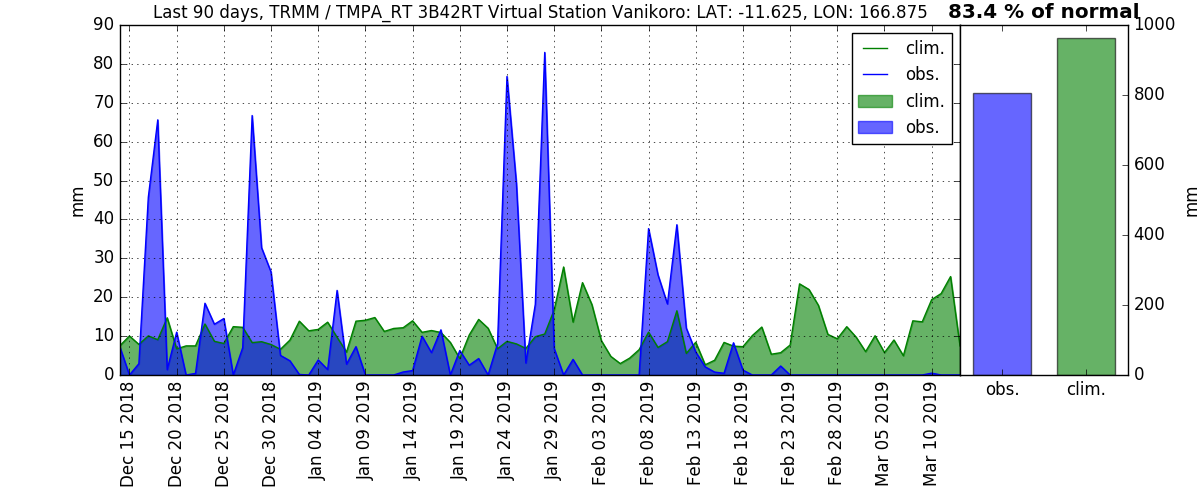 Last 90 days, TRMM / TMPA_RT 3B42RT Virtual Station Vanikoro: LAT: -11.625, LON: 166.875
83.4 % of normal
90
80
70
60
50
40
30
20
10
0
mm
clim.
obs.
clim.
obs.
1000
800
600
400
200
0
mm
obs.
clim.
Dec 15 2018
Dec 20 2018
Dec 25 2018
Dec 30 2018
Jan 04 2019
Jan 09 2019
Jan 14 2019
Jan 19 2019
Jan 24 2019
Jan 29 2019
Feb 03 2019
Feb 08 2019
Feb 13 2019
Feb 18 2019
Feb 23 2019
Feb 28 2019
Mar 05 2019
Mar 10 2019